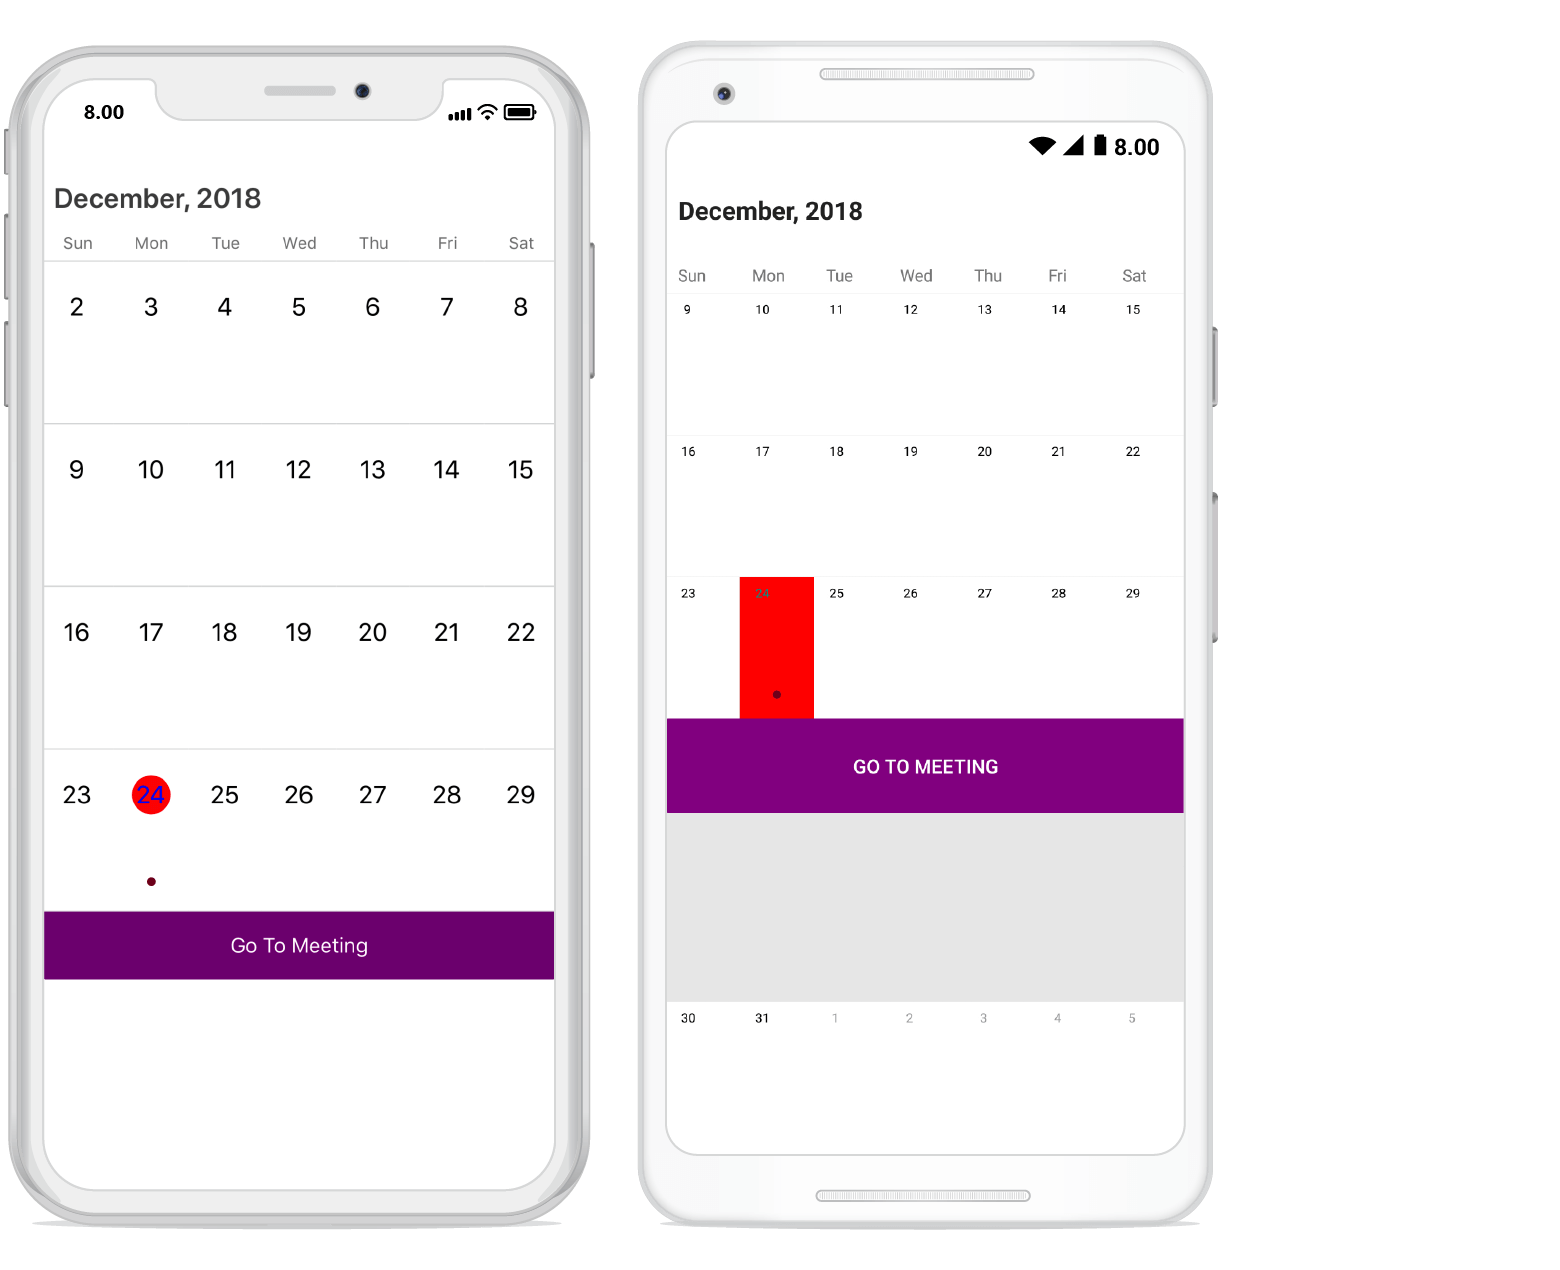 8.00
December, 2018
Sun Mon Tue Wed Thu Fri Sat
2 3 4 5 6 7 8
9 10 11 12 13 14 15
16 17 18 19 20 21 22
23 24 25 26 27 28 29
Go To Meeting
8.00
December, 2018
Sun Mon Tue Wed Thu Fri Sat
9 10 11 12 13 14 15
16 17 18 19 20 21 22
23 24 25 26 27 28 29
GO TO MEETING
30 31 1 2 3 4 5